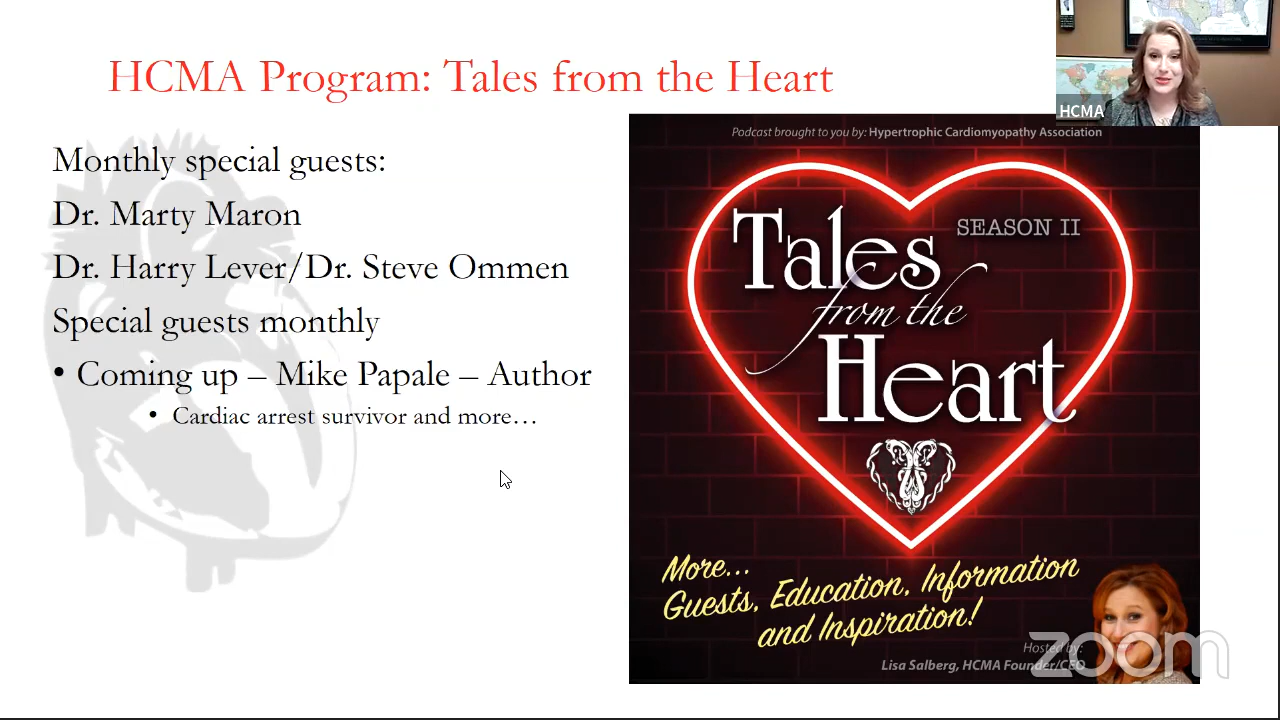 HCMA Program: Tales from the Heart
HCMA
Monthly special guests:
Dr. Marty Maron
Dr. Harry Lever/Dr. Steve Ommen
Special guests monthly
• Coming up – Mike Papale – Author
• Cardiac arrest survivor and more…
Podcast brought to you by: Hypertrophic Cardiomyopathy Association
Tales
SEASON II
from the
Heart
More...
Guests, Education, Information
and Inspiration!
Hosted by:
Lisa Salberg, HCMA Founder/CEO
zoom